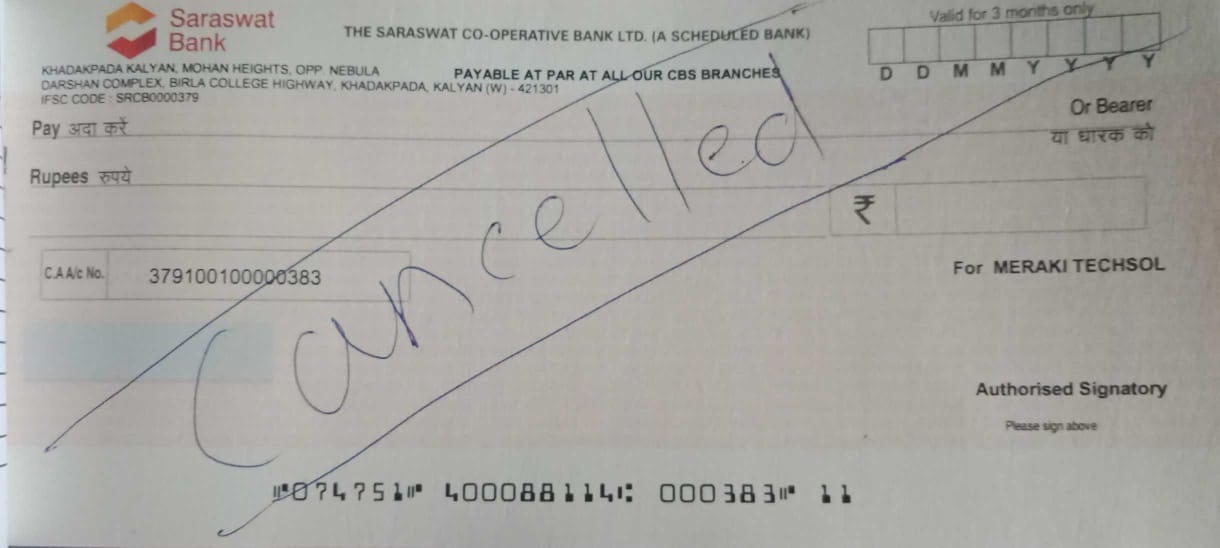 Saraswat
Bank
THE SARASWAT CO-OPERATIVE BANK LTD. (A SCHEDULED BANK)
Valid for 3 months only
D D M M Y Y Y Y
KHADAKPADA KALYAN, MOHAN HEIGHTS, OPP. NEBULA
PAYABLE AT PAR AT ALL OUR CBS BRANCHES
DARSHAN COMPLEX, BIRLA COLLEGE HIGHWAY, KHADAKPADA, KALYAN (W) - 421301
IFSC CODE : SRCB0000379
Pay अदा करें
Or Bearer
या धारक को
Rupees रुपये
₹
C.A A/c No. 379100100000383
For MERAKI TECHSOL
Cancelled
Authorised Signatory
Please sign above
⑈074751⑈ 400088114⑆ 000383⑈ 11